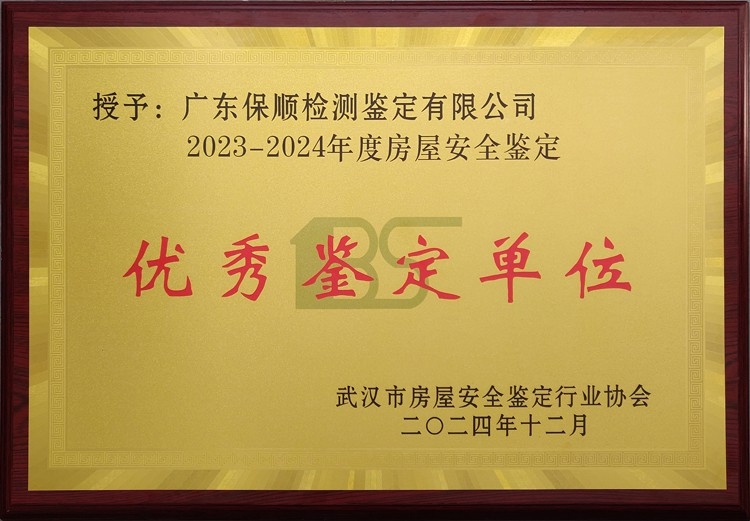 授予：广东保顺检测鉴定有限公司
2023-2024年度房屋安全鉴定
BS
优秀鉴定单位
武汉市房屋安全鉴定行业协会
二〇二四年十二月